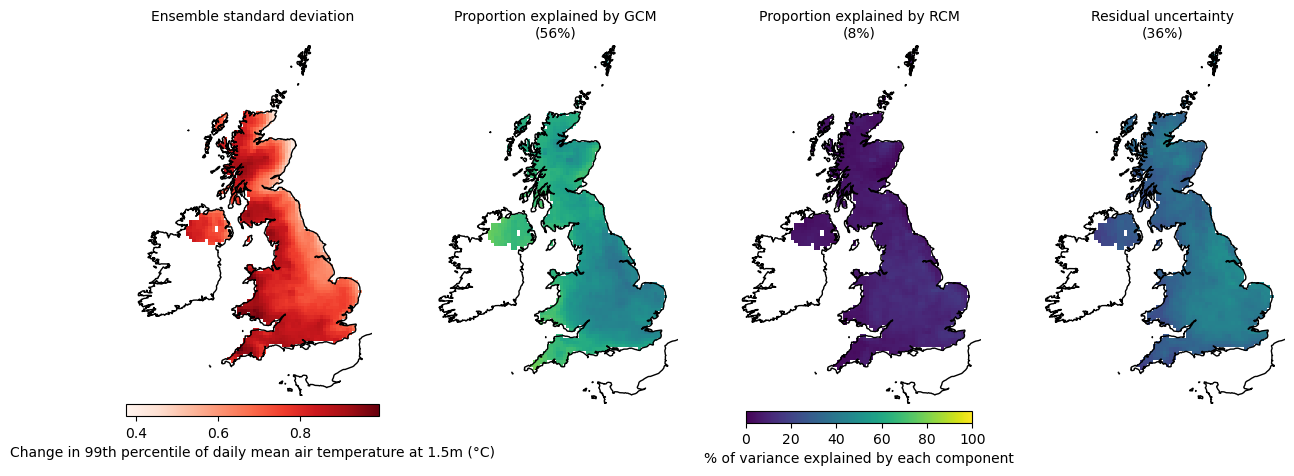 Ensemble standard deviation
Proportion explained by GCM
(56%)
Proportion explained by RCM
(8%)
Residual uncertainty
(36%)
0.4 0.6 0.8
Change in 99th percentile of daily mean air temperature at 1.5m (°C)
0 20 40 60 80 100
% of variance explained by each component